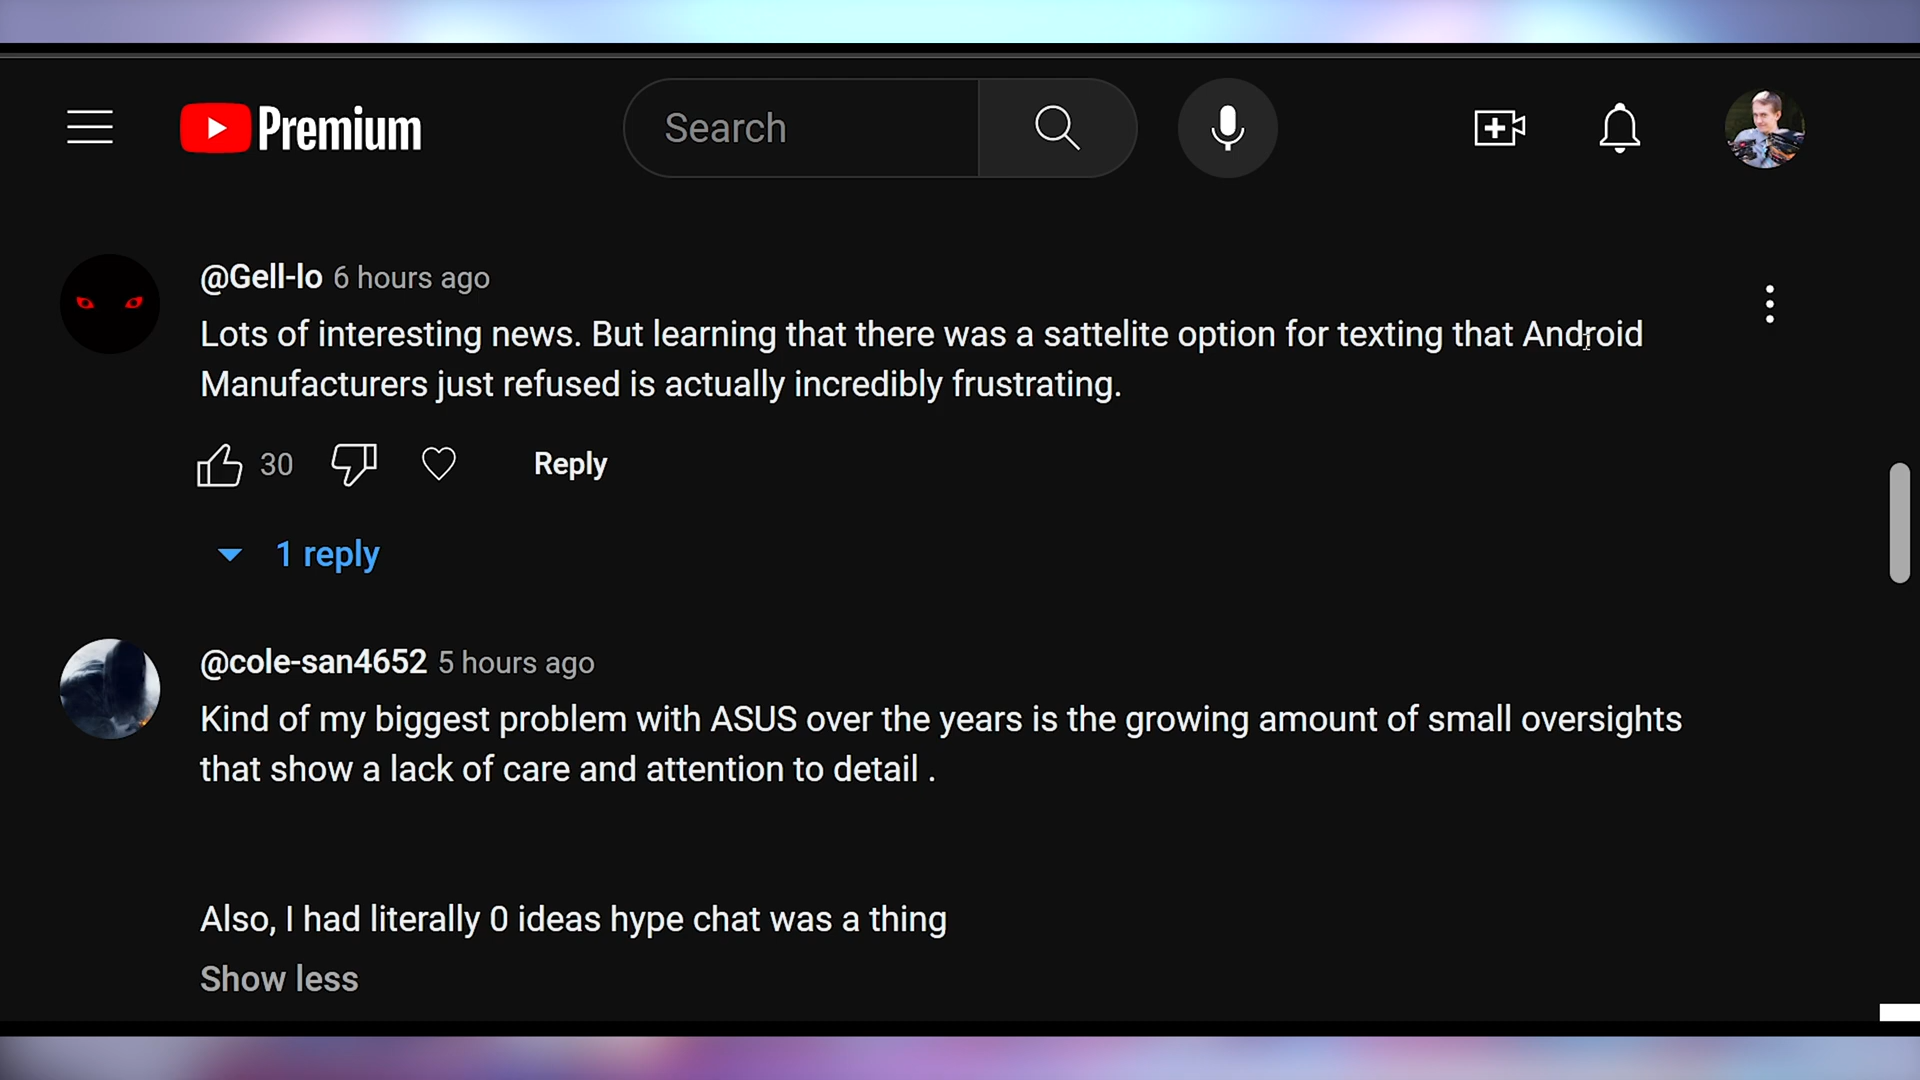 Premium
Search
@Gell-lo 6 hours ago
Lots of interesting news. But learning that there was a sattelite option for texting that Android
Manufacturers just refused is actually incredibly frustrating.
30
Reply
1 reply
@cole-san4652 5 hours ago
Kind of my biggest problem with ASUS over the years is the growing amount of small oversights
that show a lack of care and attention to detail .
Also, I had literally 0 ideas hype chat was a thing
Show less